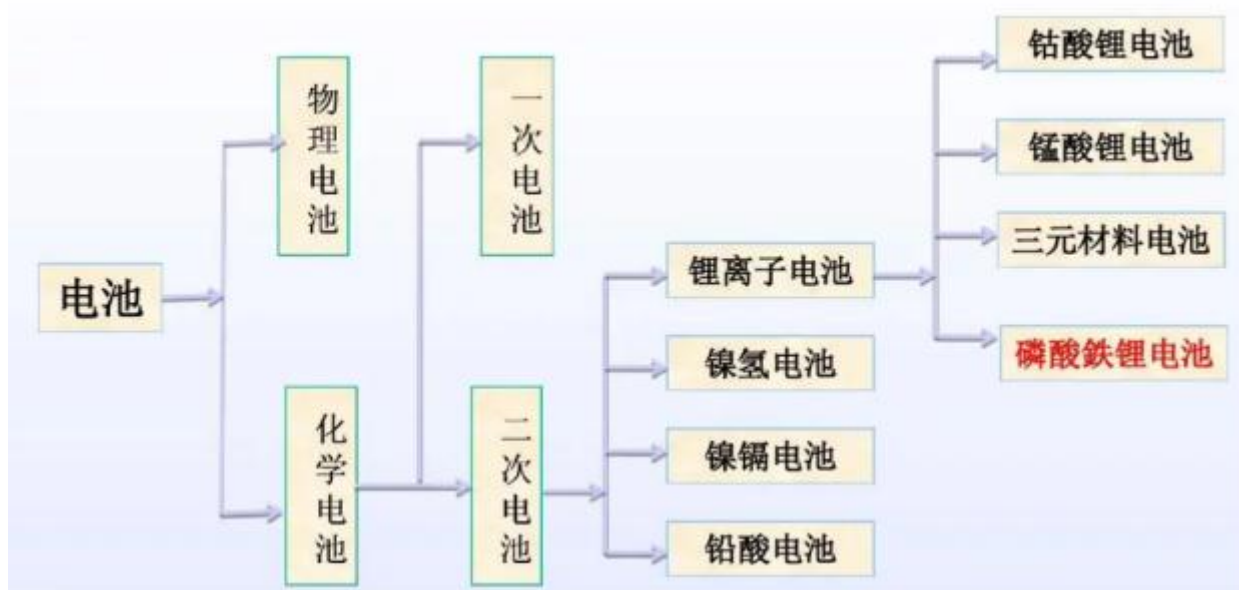 电池
物理电池
化学电池
一次电池
二次电池
锂离子电池
镍氢电池
镍镉电池
铅酸电池
钴酸锂电池
锰酸锂电池
三元材料电池
磷酸鉄锂电池